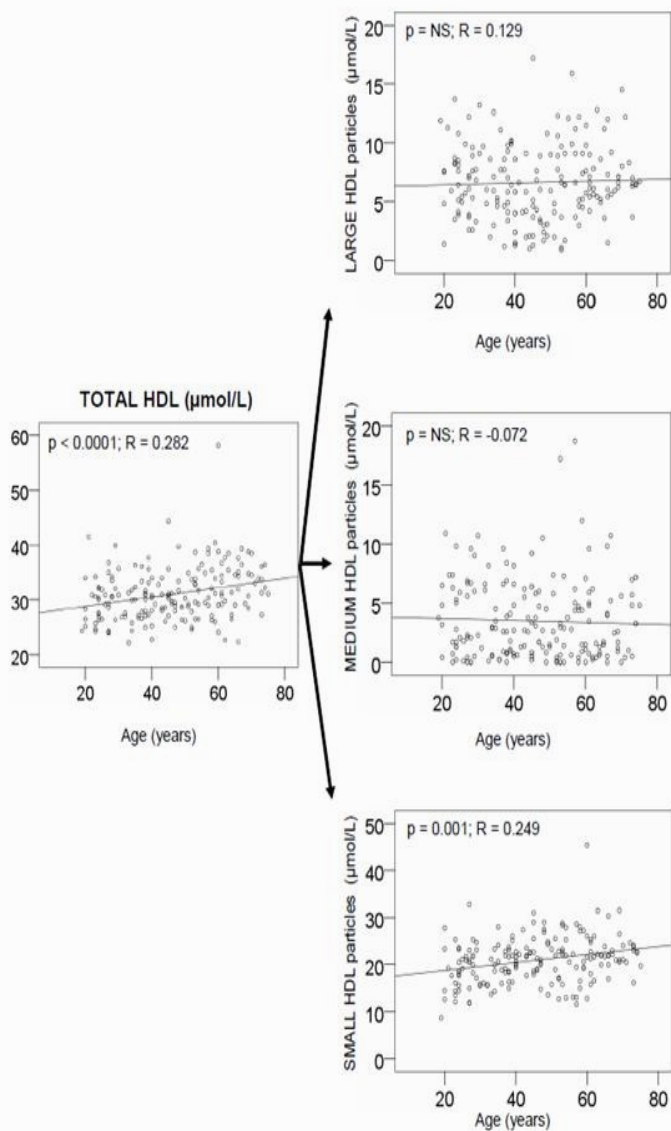 p = NS; R = 0.129
LARGE HDL particles (µmol/L)
20
15
10
5
0
20 40 60 80
Age (years)
TOTAL HDL (µmol/L)
p < 0.0001; R = 0.282
60
50
40
30
20
20 40 60 80
Age (years)
p = NS; R = -0.072
MEDIUM HDL particles (µmol/L)
20
15
10
5
0
20 40 60 80
Age (years)
p = 0.001; R = 0.249
SMALL HDL particles (µmol/L)
50
40
30
20
10
0
20 40 60 80
Age (years)